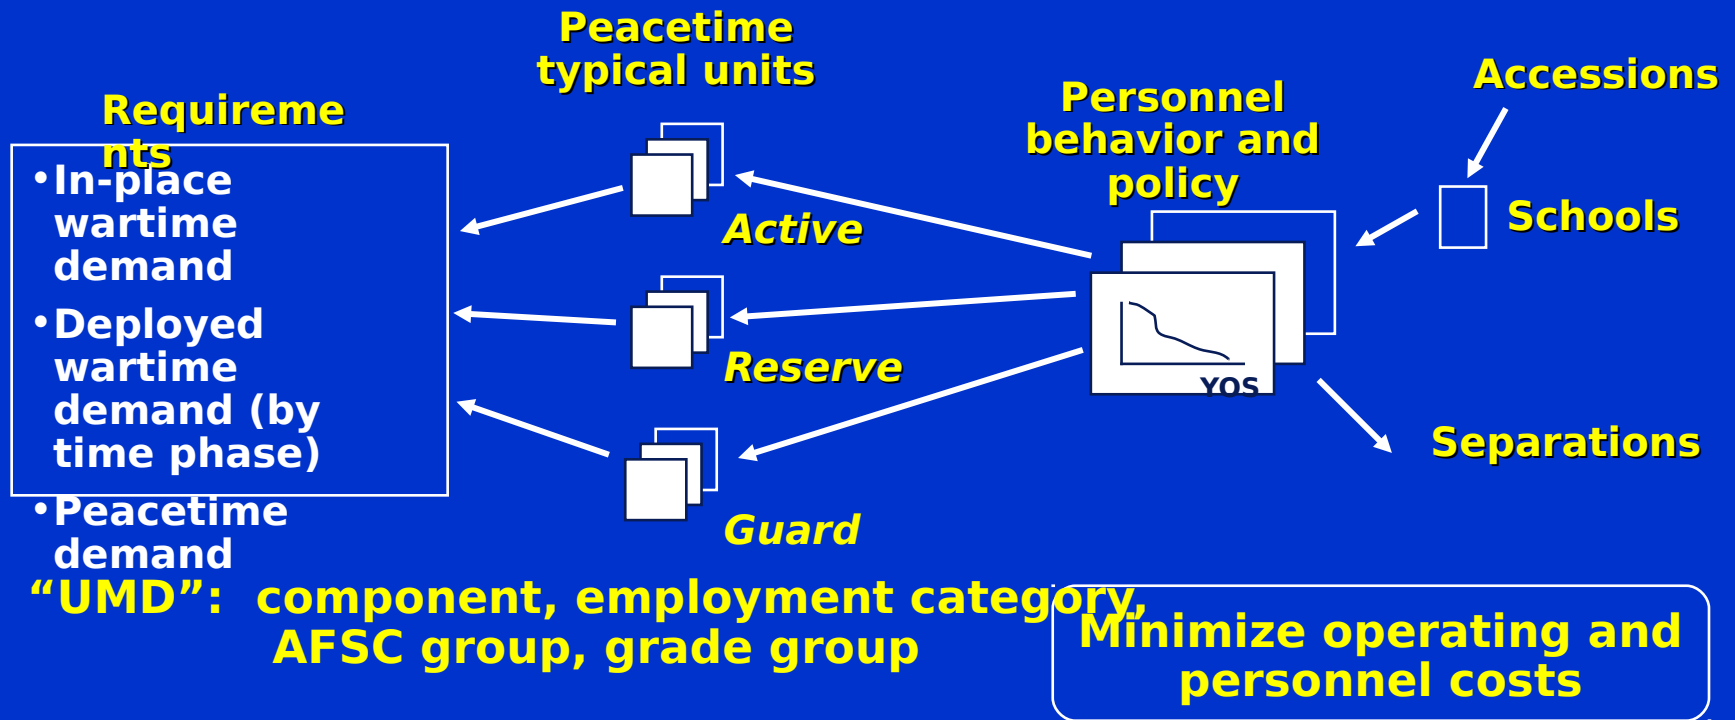 Requireme
nts
•In-place
wartime
demand
•Deployed
wartime
demand (by
time phase)
•Peacetime
demand
Peacetime
typical units
Active
Reserve
Guard
Personnel
behavior and
policy
YOS
Accessions
Schools
Separations
“UMD”: component, employment category,
AFSC group, grade group
Minimize operating and
personnel costs